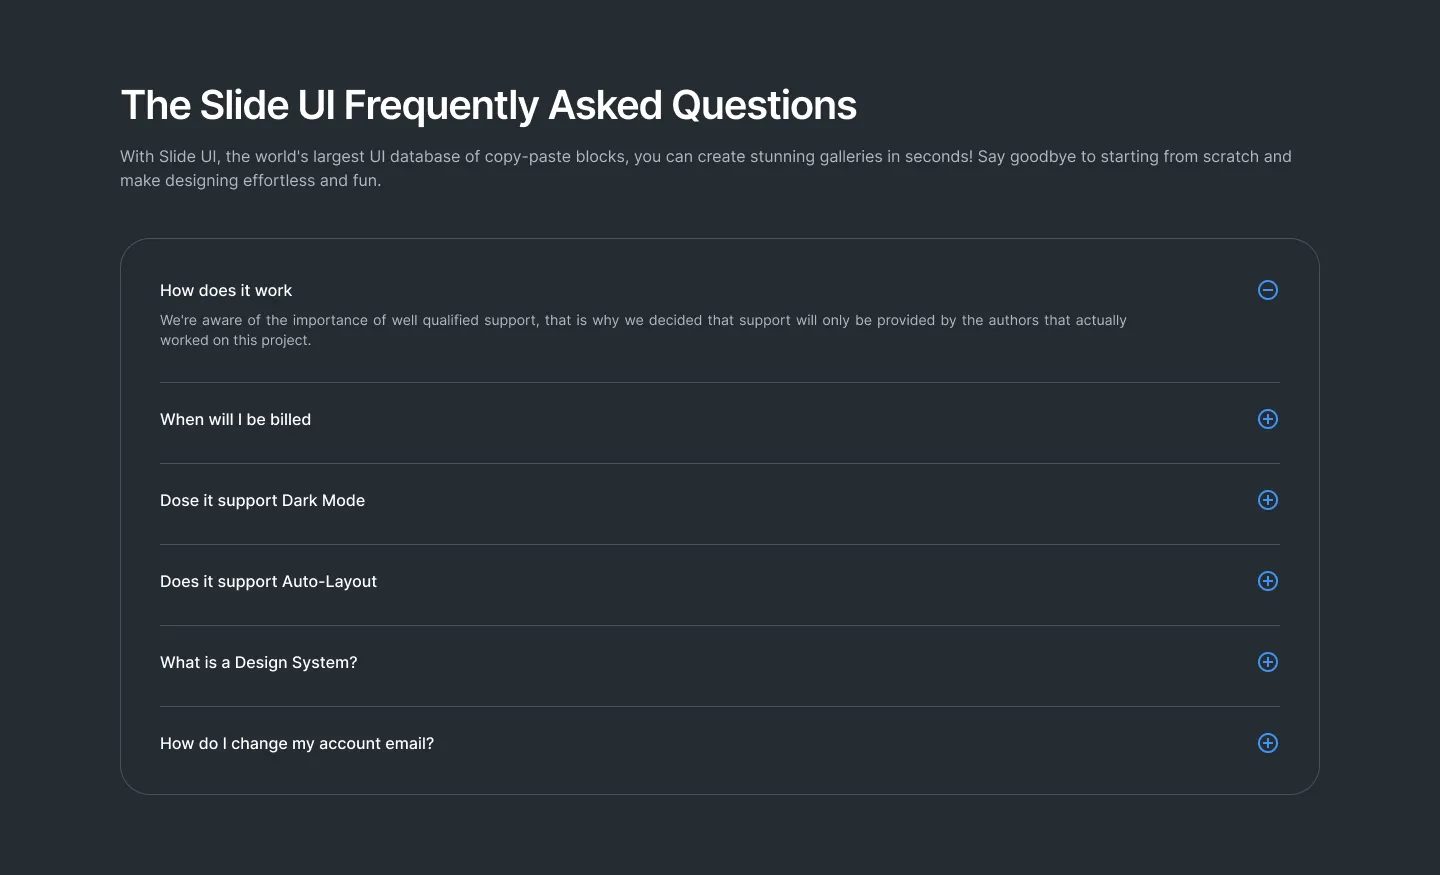 The Slide UI Frequently Asked Questions
With Slide UI, the world's largest UI database of copy-paste blocks, you can create stunning galleries in seconds! Say goodbye to starting from scratch and
make designing effortless and fun.
How does it work
We're aware of the importance of well qualified support, that is why we decided that support will only be provided by the authors that actually
worked on this project.
When will I be billed
Dose it support Dark Mode
Does it support Auto-Layout
What is a Design System?
How do I change my account email?